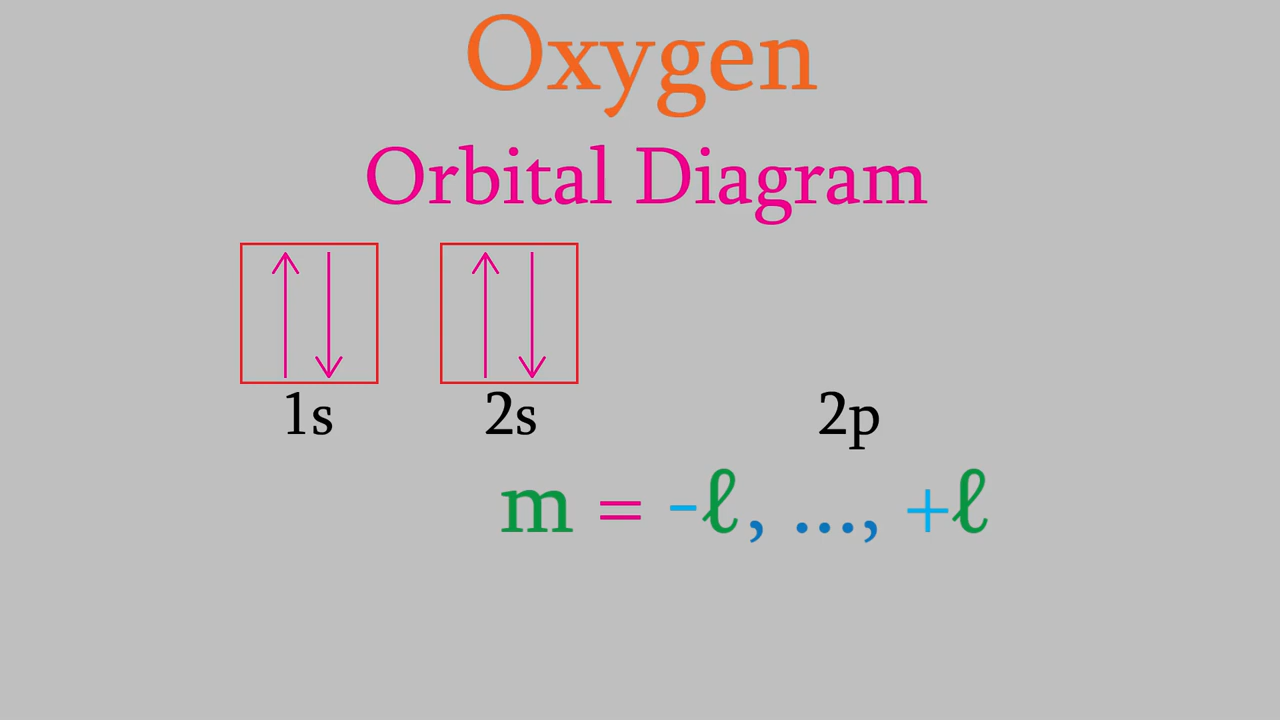 Oxygen
Orbital Diagram
1s 2s 2p
m = -ℓ, ..., +ℓ